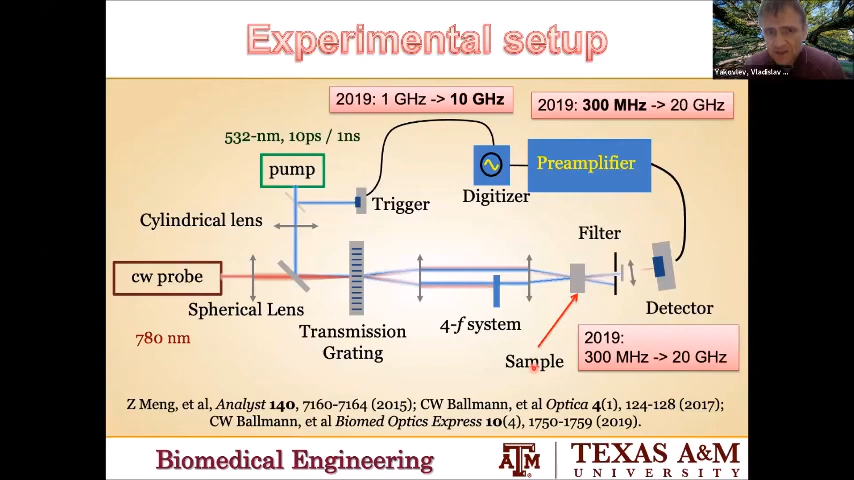 Experimental setup
Yakovlev, Vladislav ...
2019: 1 GHz -> 10 GHz
2019: 300 MHz -> 20 GHz
532-nm, 10ps / 1ns
pump
Preamplifier
Trigger
Digitizer
Cylindrical lens
Filter
cw probe
Spherical Lens
Detector
780 nm
Transmission
Grating
4-f system
Sample
2019:
300 MHz -> 20 GHz
Z Meng, et al, Analyst 140, 7160-7164 (2015); CW Ballmann, et al Optica 4(1), 124-128 (2017);
CW Ballmann, et al Biomed Optics Express 10(4), 1750-1759 (2019).
Biomedical Engineering
ATM
TEXAS A&M
UNIVERSITY